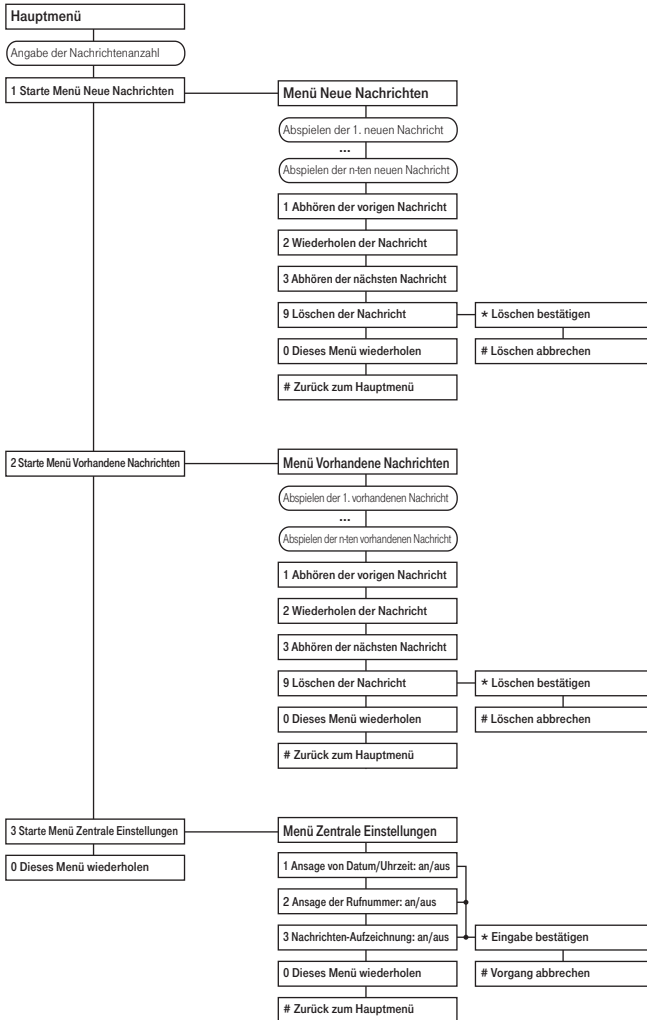 Hauptmenü
Angabe der Nachrichtenanzahl
1 Starte Menü Neue Nachrichten
Menü Neue Nachrichten
Abspielen der 1. neuen Nachricht
...
Abspielen der n-ten neuen Nachricht
1 Abhören der vorigen Nachricht
2 Wiederholen der Nachricht
3 Abhören der nächsten Nachricht
9 Löschen der Nachricht
* Löschen bestätigen
0 Dieses Menü wiederholen
# Löschen abbrechen
# Zurück zum Hauptmenü
2 Starte Menü Vorhandene Nachrichten
Menü Vorhandene Nachrichten
Abspielen der 1. vorhandenen Nachricht
...
Abspielen der n-ten vorhandenen Nachricht
1 Abhören der vorigen Nachricht
2 Wiederholen der Nachricht
3 Abhören der nächsten Nachricht
9 Löschen der Nachricht
* Löschen bestätigen
0 Dieses Menü wiederholen
# Löschen abbrechen
# Zurück zum Hauptmenü
3 Starte Menü Zentrale Einstellungen
Menü Zentrale Einstellungen
0 Dieses Menü wiederholen
1 Ansage von Datum/Uhrzeit: an/aus
2 Ansage der Rufnummer: an/aus
3 Nachrichten-Aufzeichnung: an/aus
* Eingabe bestätigen
0 Dieses Menü wiederholen
# Vorgang abbrechen
# Zurück zum Hauptmenü